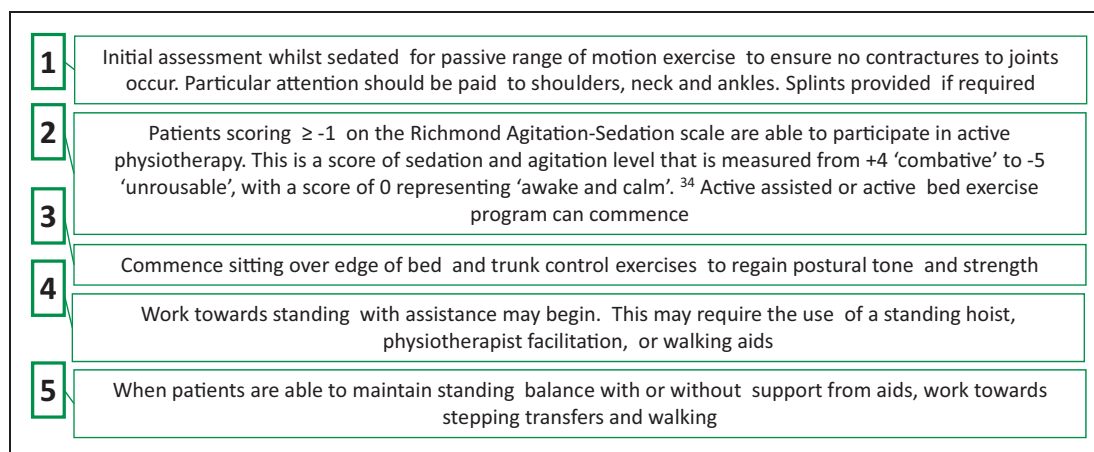 1
Initial assessment whilst sedated for passive range of motion exercise to ensure no contractures to joints
occur. Particular attention should be paid to shoulders, neck and ankles. Splints provided if required
2
Patients scoring ≥ -1 on the Richmond Agitation-Sedation scale are able to participate in active
physiotherapy. This is a score of sedation and agitation level that is measured from +4 ‘combative’ to -5
‘unrousable’, with a score of 0 representing ‘awake and calm’. 34 Active assisted or active bed exercise
program can commence
3
Commence sitting over edge of bed and trunk control exercises to regain postural tone and strength
4
Work towards standing with assistance may begin. This may require the use of a standing hoist,
physiotherapist facilitation, or walking aids
5
When patients are able to maintain standing balance with or without support from aids, work towards
stepping transfers and walking